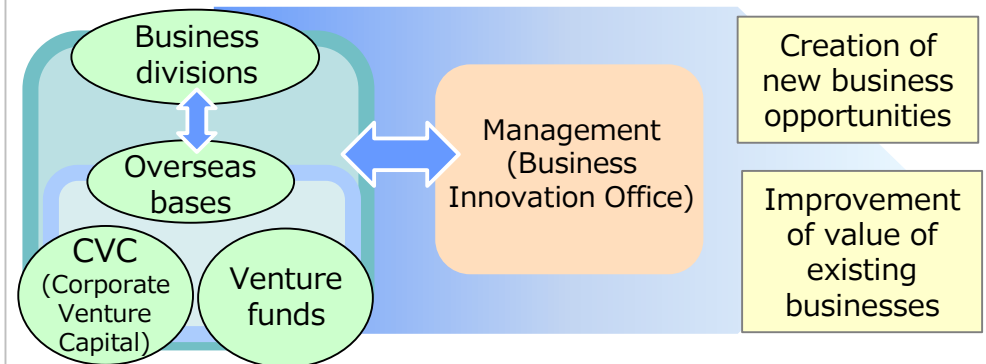 Business
divisions
Overseas
bases
CVC
(Corporate
Venture
Capital)
Venture
funds
Management
(Business
Innovation Office)
Creation of
new business
opportunities
Improvement
of value of
existing
businesses